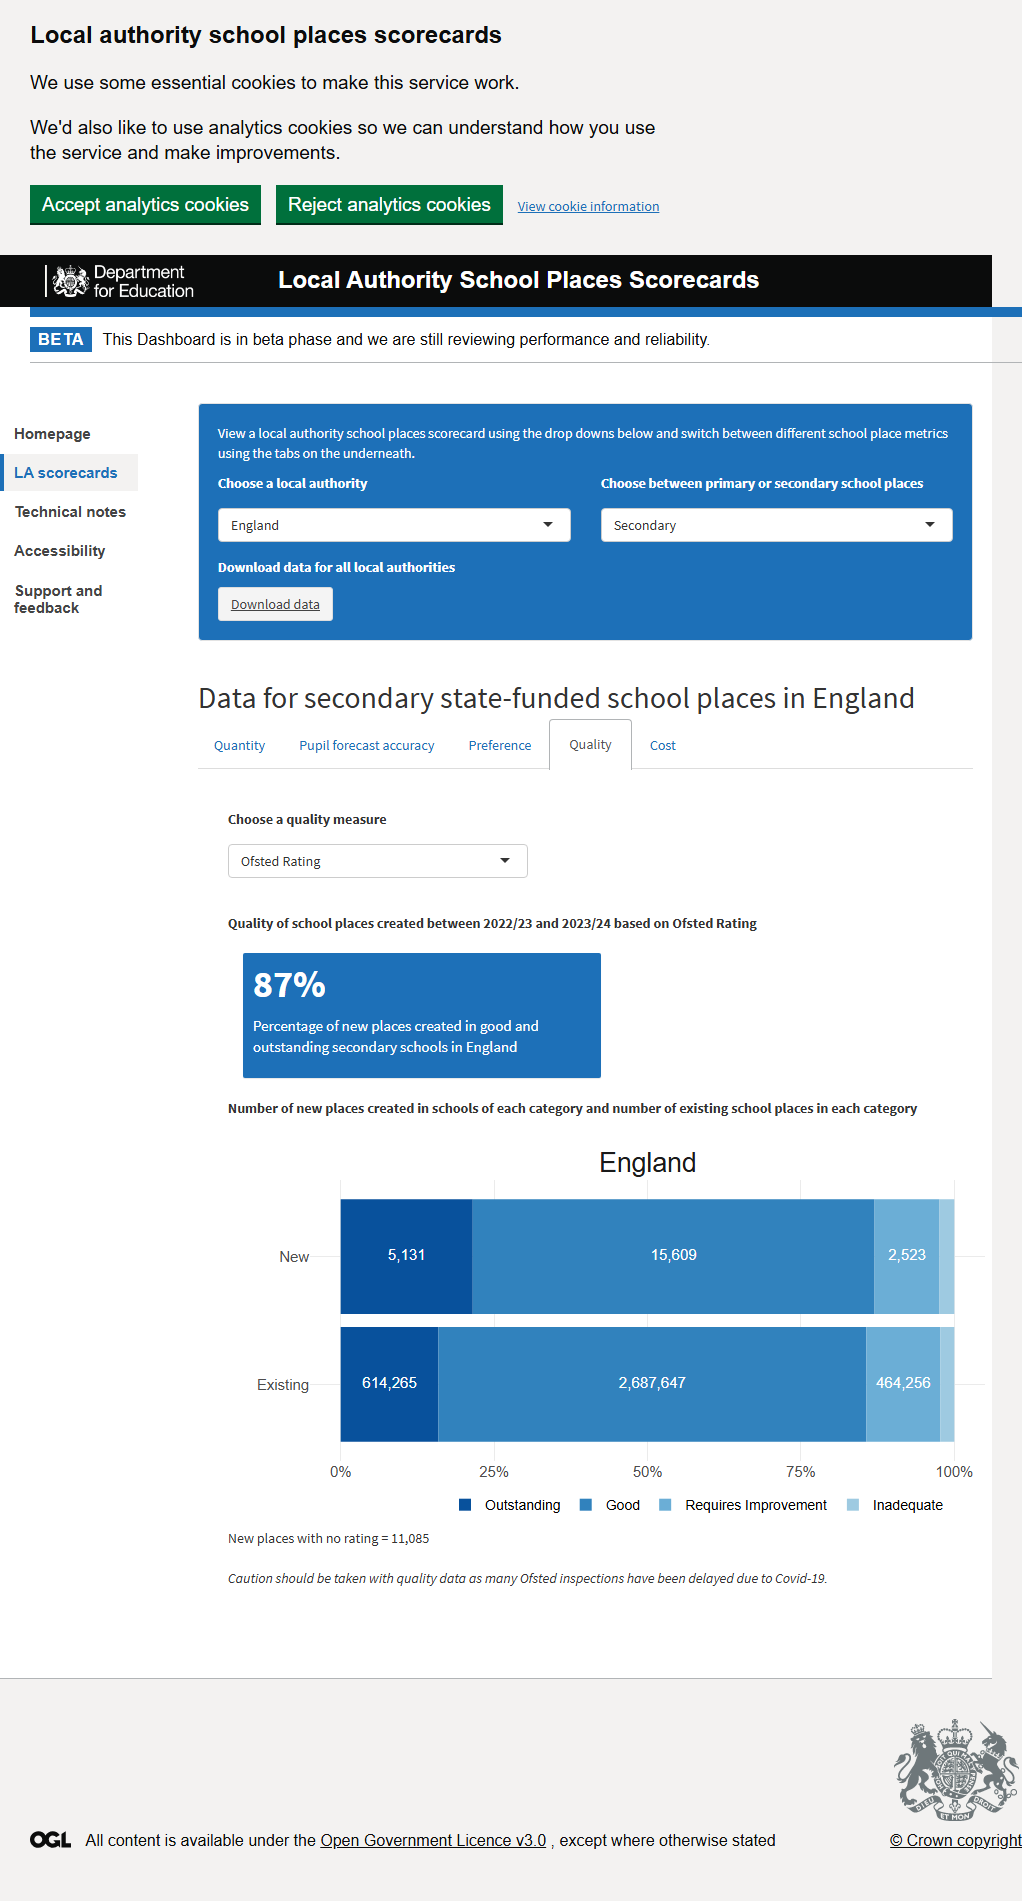 Local authority school places scorecards
We use some essential cookies to make this service work.
We'd also like to use analytics cookies so we can understand how you use
the service and make improvements.
Accept analytics cookies
Reject analytics cookies
View cookie information
Department
for Education
Local Authority School Places Scorecards
BETA
This Dashboard is in beta phase and we are still reviewing performance and reliability.
Homepage
LA scorecards
Technical notes
Accessibility
Support and
feedback
View a local authority school places scorecard using the drop downs below and switch between different school place metrics
using the tabs on the underneath.
Choose a local authority
England
Choose between primary or secondary school places
Secondary
Download data for all local authorities
Download data
Data for secondary state-funded school places in England
Quantity
Pupil forecast accuracy
Preference
Quality
Cost
Choose a quality measure
Ofsted Rating
Quality of school places created between 2022/23 and 2023/24 based on Ofsted Rating
87%
Percentage of new places created in good and
outstanding secondary schools in England
Number of new places created in schools of each category and number of existing school places in each category
England
New
5,131
15,609
2,523
Existing
614,265
2,687,647
464,256
0%
25%
50%
75%
100%
Outstanding
Good
Requires Improvement
Inadequate
New places with no rating = 11,085
Caution should be taken with quality data as many Ofsted inspections have been delayed due to Covid-19.
OGL
All content is available under the Open Government Licence v3.0 , except where otherwise stated
© Crown copyright